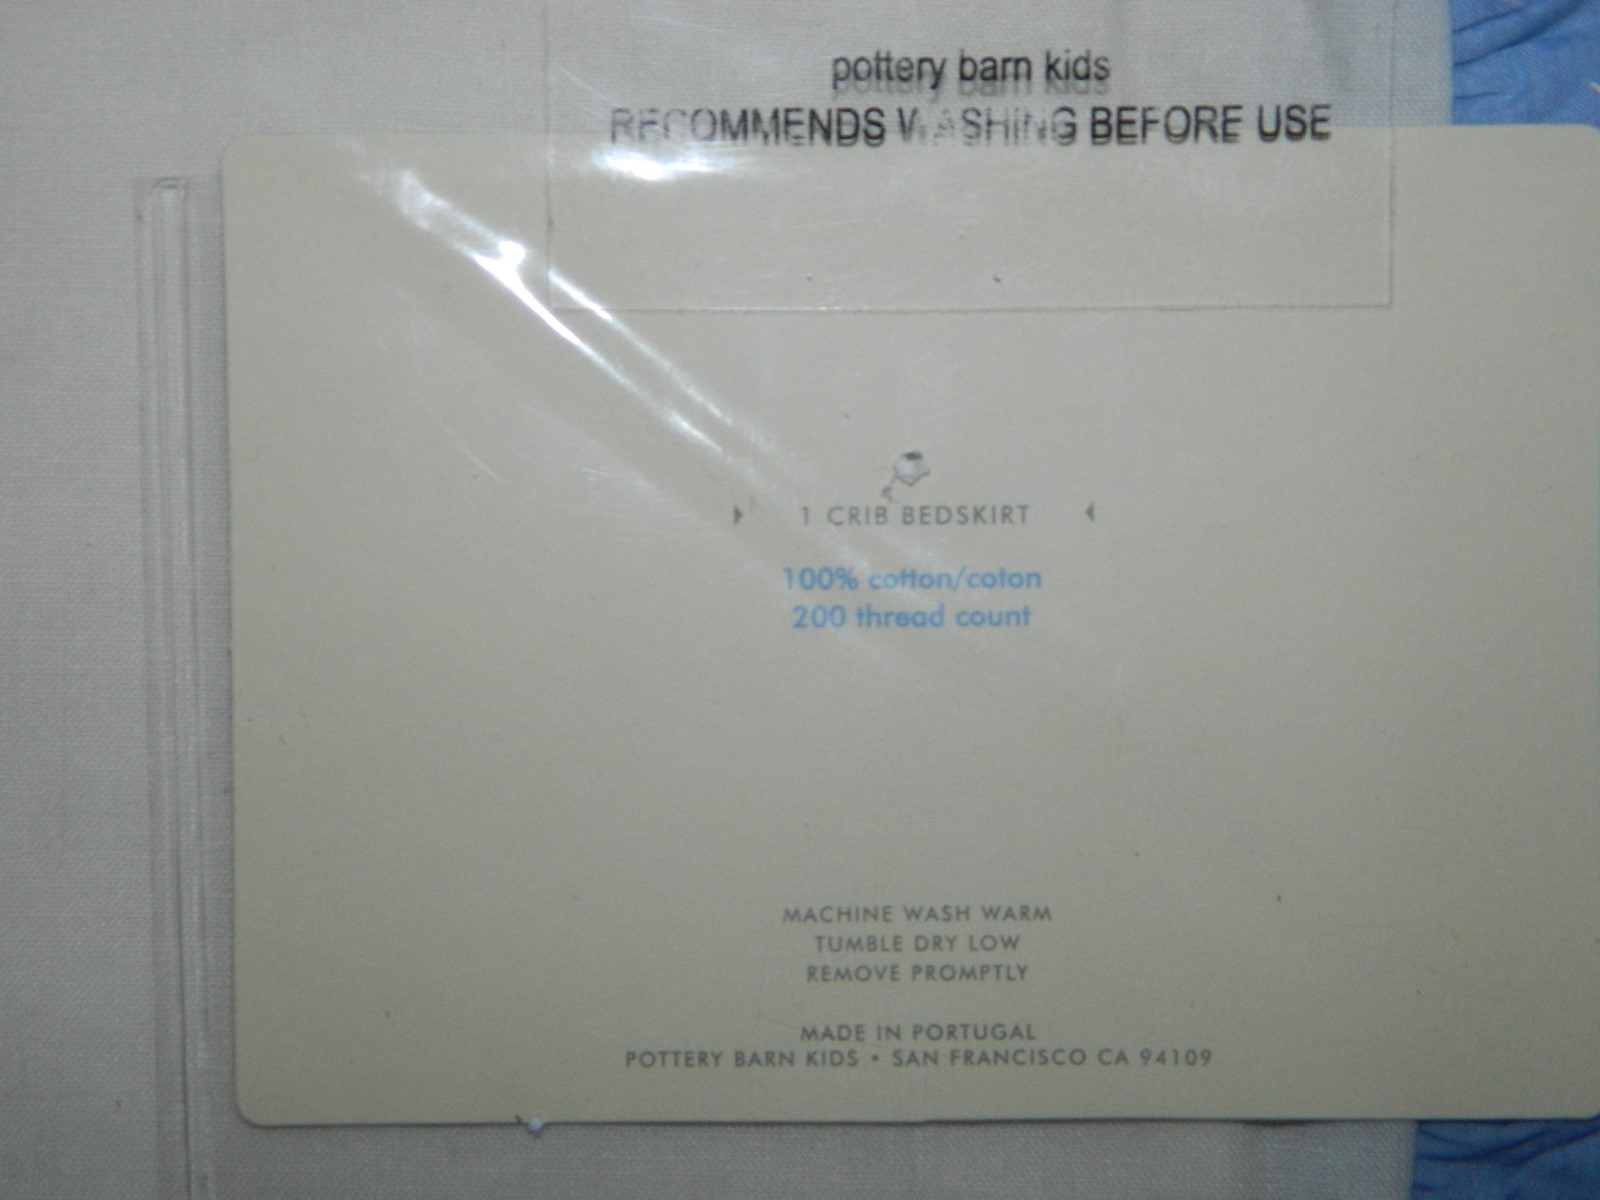 pottery barn kids
RECOMMENDS WASHING BEFORE USE
1 CRIB BEDSKIRT
100% cotton/coton
200 thread count
MACHINE WASH WARM
TUMBLE DRY LOW
REMOVE PROMPTLY
MADE IN PORTUGAL
POTTERY BARN KIDS • SAN FRANCISCO CA 94109